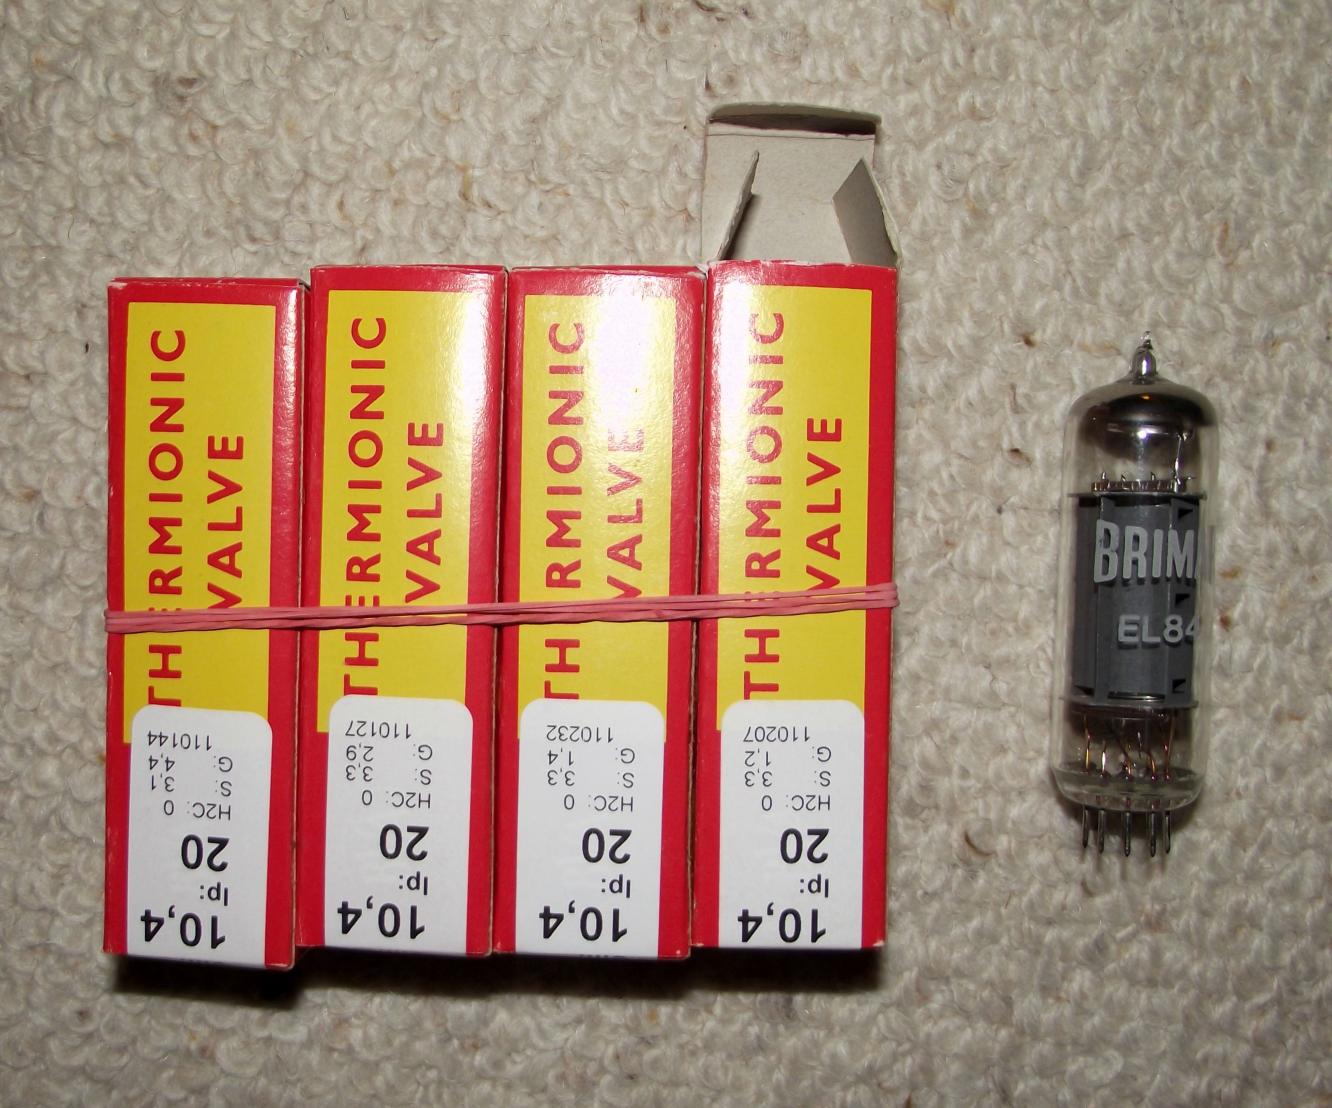 THERMIONIC
VALVE
10,4
Ip:
20
H2C: 0
S: 3,1
G: 4,4
110144
THERMIONIC
VALVE
10,4
Ip:
20
H2C: 0
S: 3,3
G: 2,9
110127
THERMIONIC
VALVE
10,4
Ip:
20
H2C: 0
S: 3,3
G: 1,4
110232
THERMIONIC
VALVE
10,4
Ip:
20
H2C: 0
S: 3,3
G: 1,2
110207
BRIMA
EL84